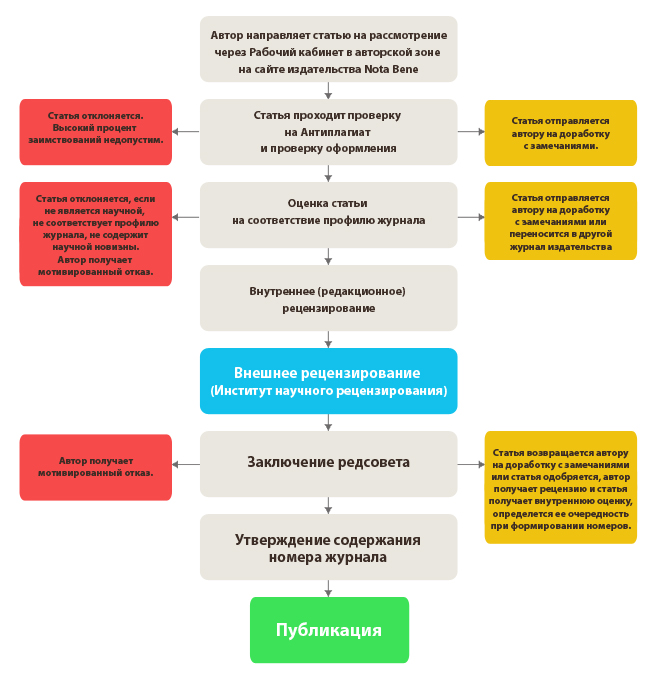 Автор направляет статью на рассмотрение
через Рабочий кабинет в авторской зоне
на сайте издательства Nota Bene
Статья отклоняется.
Высокий процент
заимствований недопустим.
Статья проходит проверку
на Антиплагиат
и проверку оформления
Статья отправляется
автору на доработку
с замечаниями.
Статья отклоняется, если
не является научной,
не соответствует профилю
журнала, не содержит
научной новизны.
Автор получает
мотивированный отказ.
Оценка статьи
на соответствие профилю журнала
Статья отправляется
автору на доработку
с замечаниями или
переносится в другой
журнал издательства
Внутреннее (редакционное)
рецензирование
Внешнее рецензирование
(Институт научного рецензирования)
Автор получает
мотивированный отказ.
Заключение редсовета
Статья возвращается автору
на доработку с замечаниями
или статья одобряется, автор
получает рецензию и статья
получает внутреннюю оценку,
определется ее очередность
при формировании номеров.
Утверждение содержания
номера журнала
Публикация